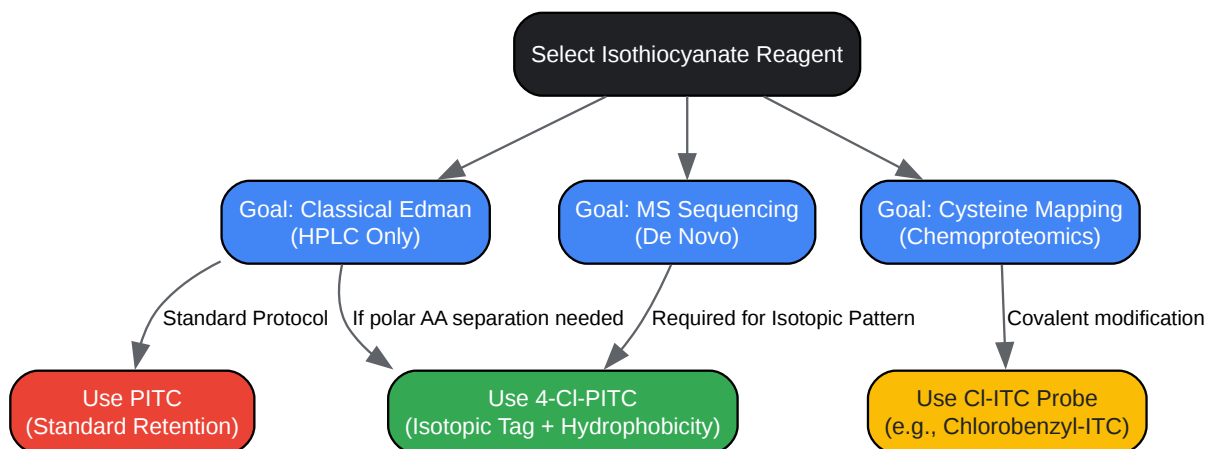 Select Isothiocyanate Reagent
Goal: Classical Edman
(HPLC Only)
Goal: MS Sequencing
(De Novo)
Goal: Cysteine Mapping
(Chemoproteomics)
Standard Protocol
If polar AA separation needed
Required for Isotopic Pattern
Covalent modification
Use PITC
(Standard Retention)
Use 4-Cl-PITC
(Isotopic Tag + Hydrophobicity)
Use Cl-ITC Probe
(e.g., Chlorobenzyl-ITC)